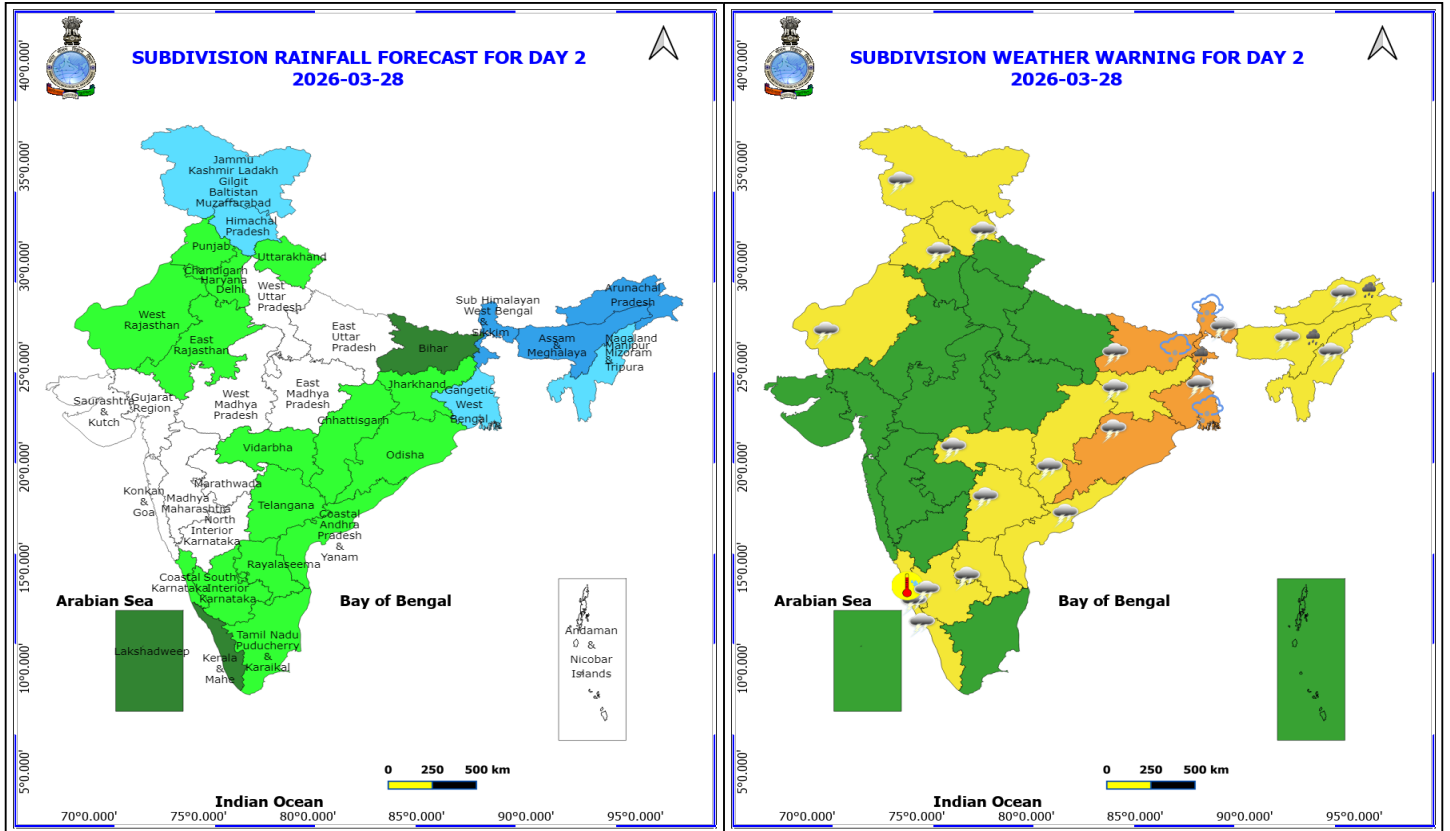 SUBDIVISION RAINFALL FORECAST FOR DAY 2
2026-03-28
40°0.000'
35°0.000'
30°0.000'
25°0.000'
20°0.000'
15°0.000'
10°0.000'
5°0.000'
Jammu
Kashmir Ladakh
Gilgit
Baltistan
Muzaffarabad
Himachal
Pradesh
Punjab
Uttarakhand
Chandigarh
Haryana
Delhi
West
Uttar
Pradesh
West
Rajasthan
East
Rajasthan
East
Uttar
Pradesh
Bihar
Sub Himalayan
West Bengal
&
Sikkim
Arunachal
Pradesh
Assam
&
Meghalaya
Nagaland
Manipur
Mizoram
&
Tripura
Jharkhand
Gangetic
West
Bengal
Saurashtra
&
Kutch
Gujarat
Region
West
Madhya
Pradesh
East
Madhya
Pradesh
Chhattisgarh
Odisha
Vidarbha
Konkan
&
Goa
Marathwada
Madhya
Maharashtra
North
Interior
Karnataka
Telangana
Coastal
Andhra
Pradesh
&
Yanam
Rayalaseema
Coastal
Karnataka
South
Interior
Karnataka
Arabian Sea
Bay of Bengal
Lakshadweep
Kerala
&
Mahe
Tamil Nadu
Puducherry
&
Karaikal
Andaman
&
Nicobar
Islands
0 250 500 km
Indian Ocean
70°0.000' 75°0.000' 80°0.000' 85°0.000' 90°0.000' 95°0.000'
SUBDIVISION WEATHER WARNING FOR DAY 2
2026-03-28
40°0.000'
35°0.000'
30°0.000'
25°0.000'
20°0.000'
15°0.000'
10°0.000'
5°0.000'
Arabian Sea
Bay of Bengal
0 250 500 km
Indian Ocean
70°0.000' 75°0.000' 80°0.000' 85°0.000' 90°0.000' 95°0.000'